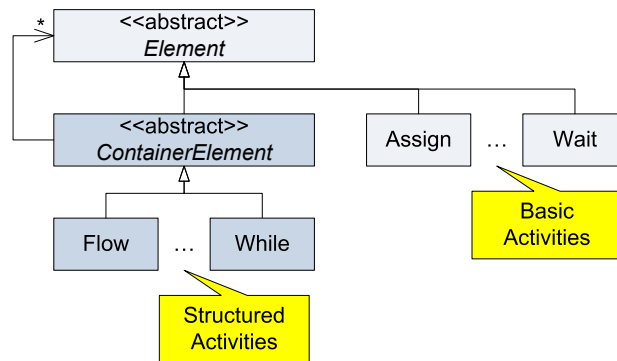 *
<<abstract>>
Element
<<abstract>>
ContainerElement
Assign
...
Wait
Flow
...
While
Basic
Activities
Structured
Activities